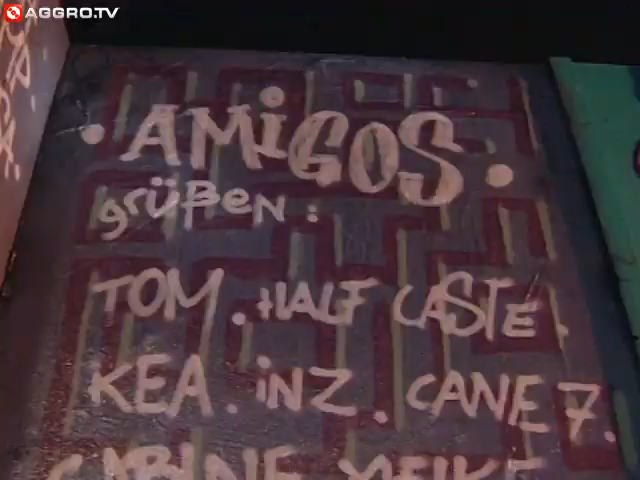 AGGRO.TV
. AMiGOS .
grüßEN :
TOM . HALF CASTE .
KEA . iNZ . CANE 7 .